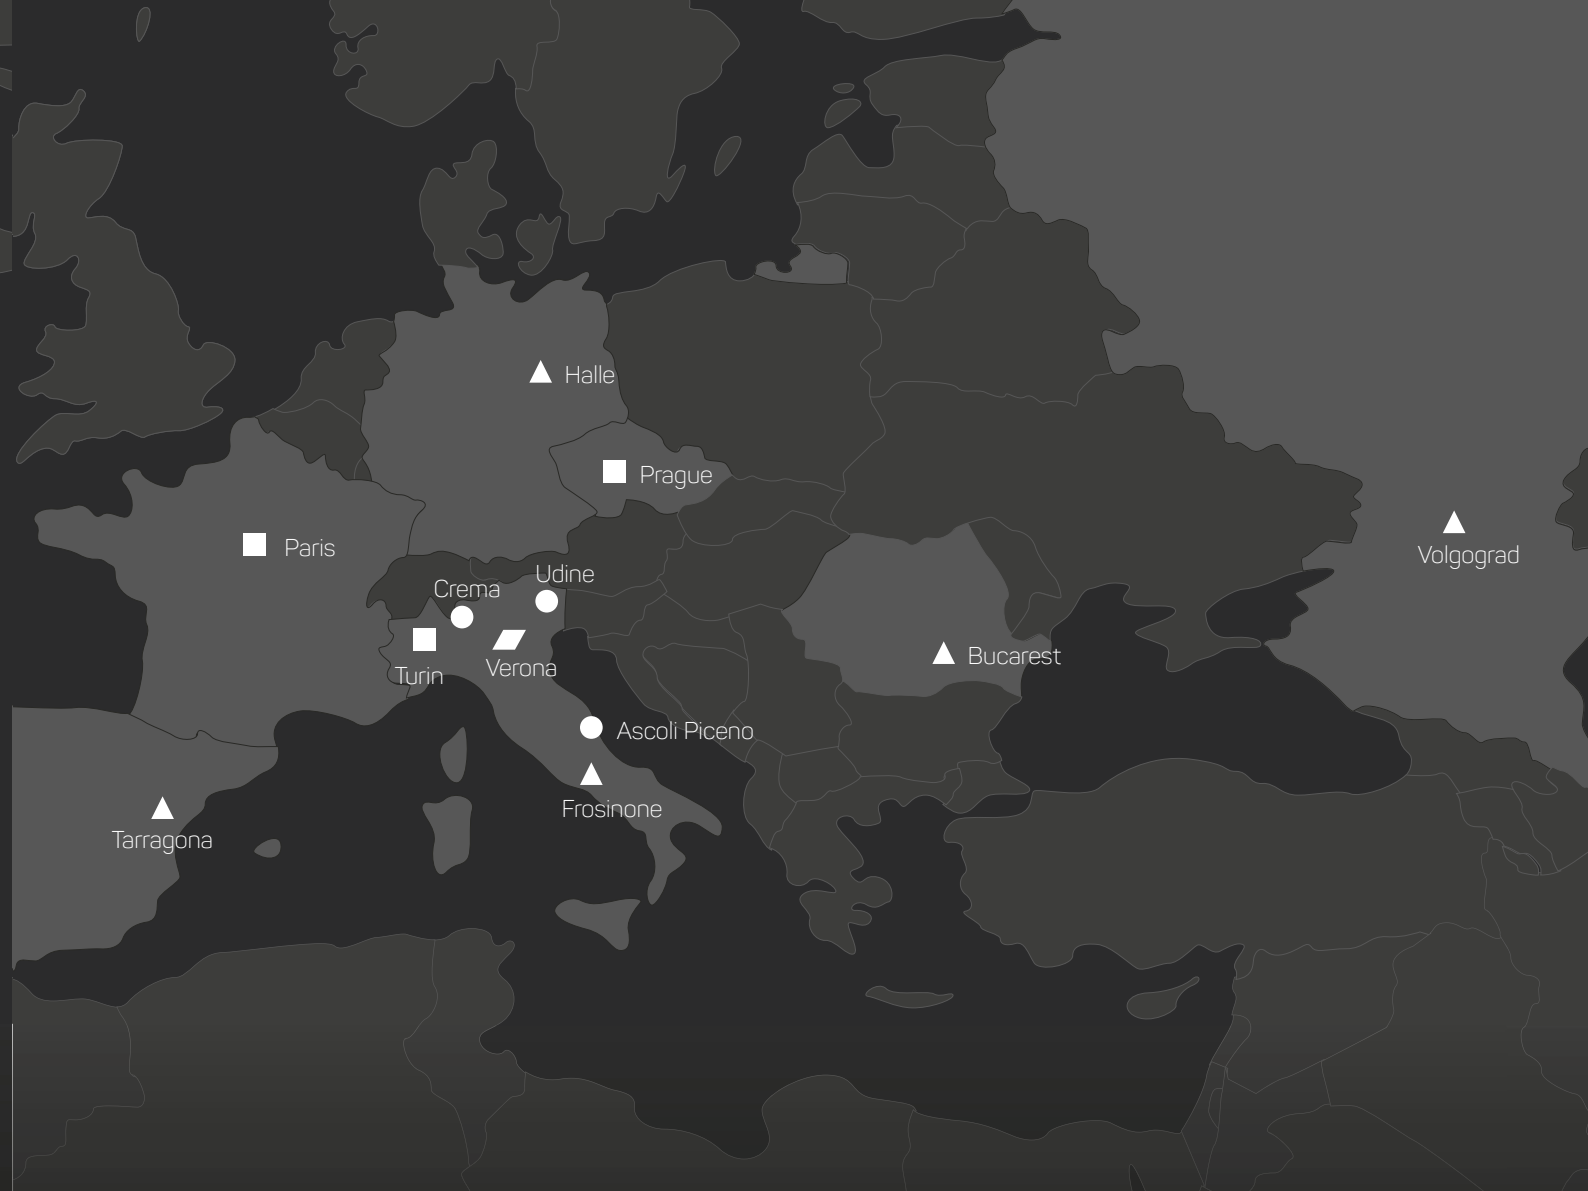 Halle
Prague
Paris
Volgograd
Udine
Crema
Bucarest
Verona
Turin
Ascoli Piceno
Frosinone
Tarragona